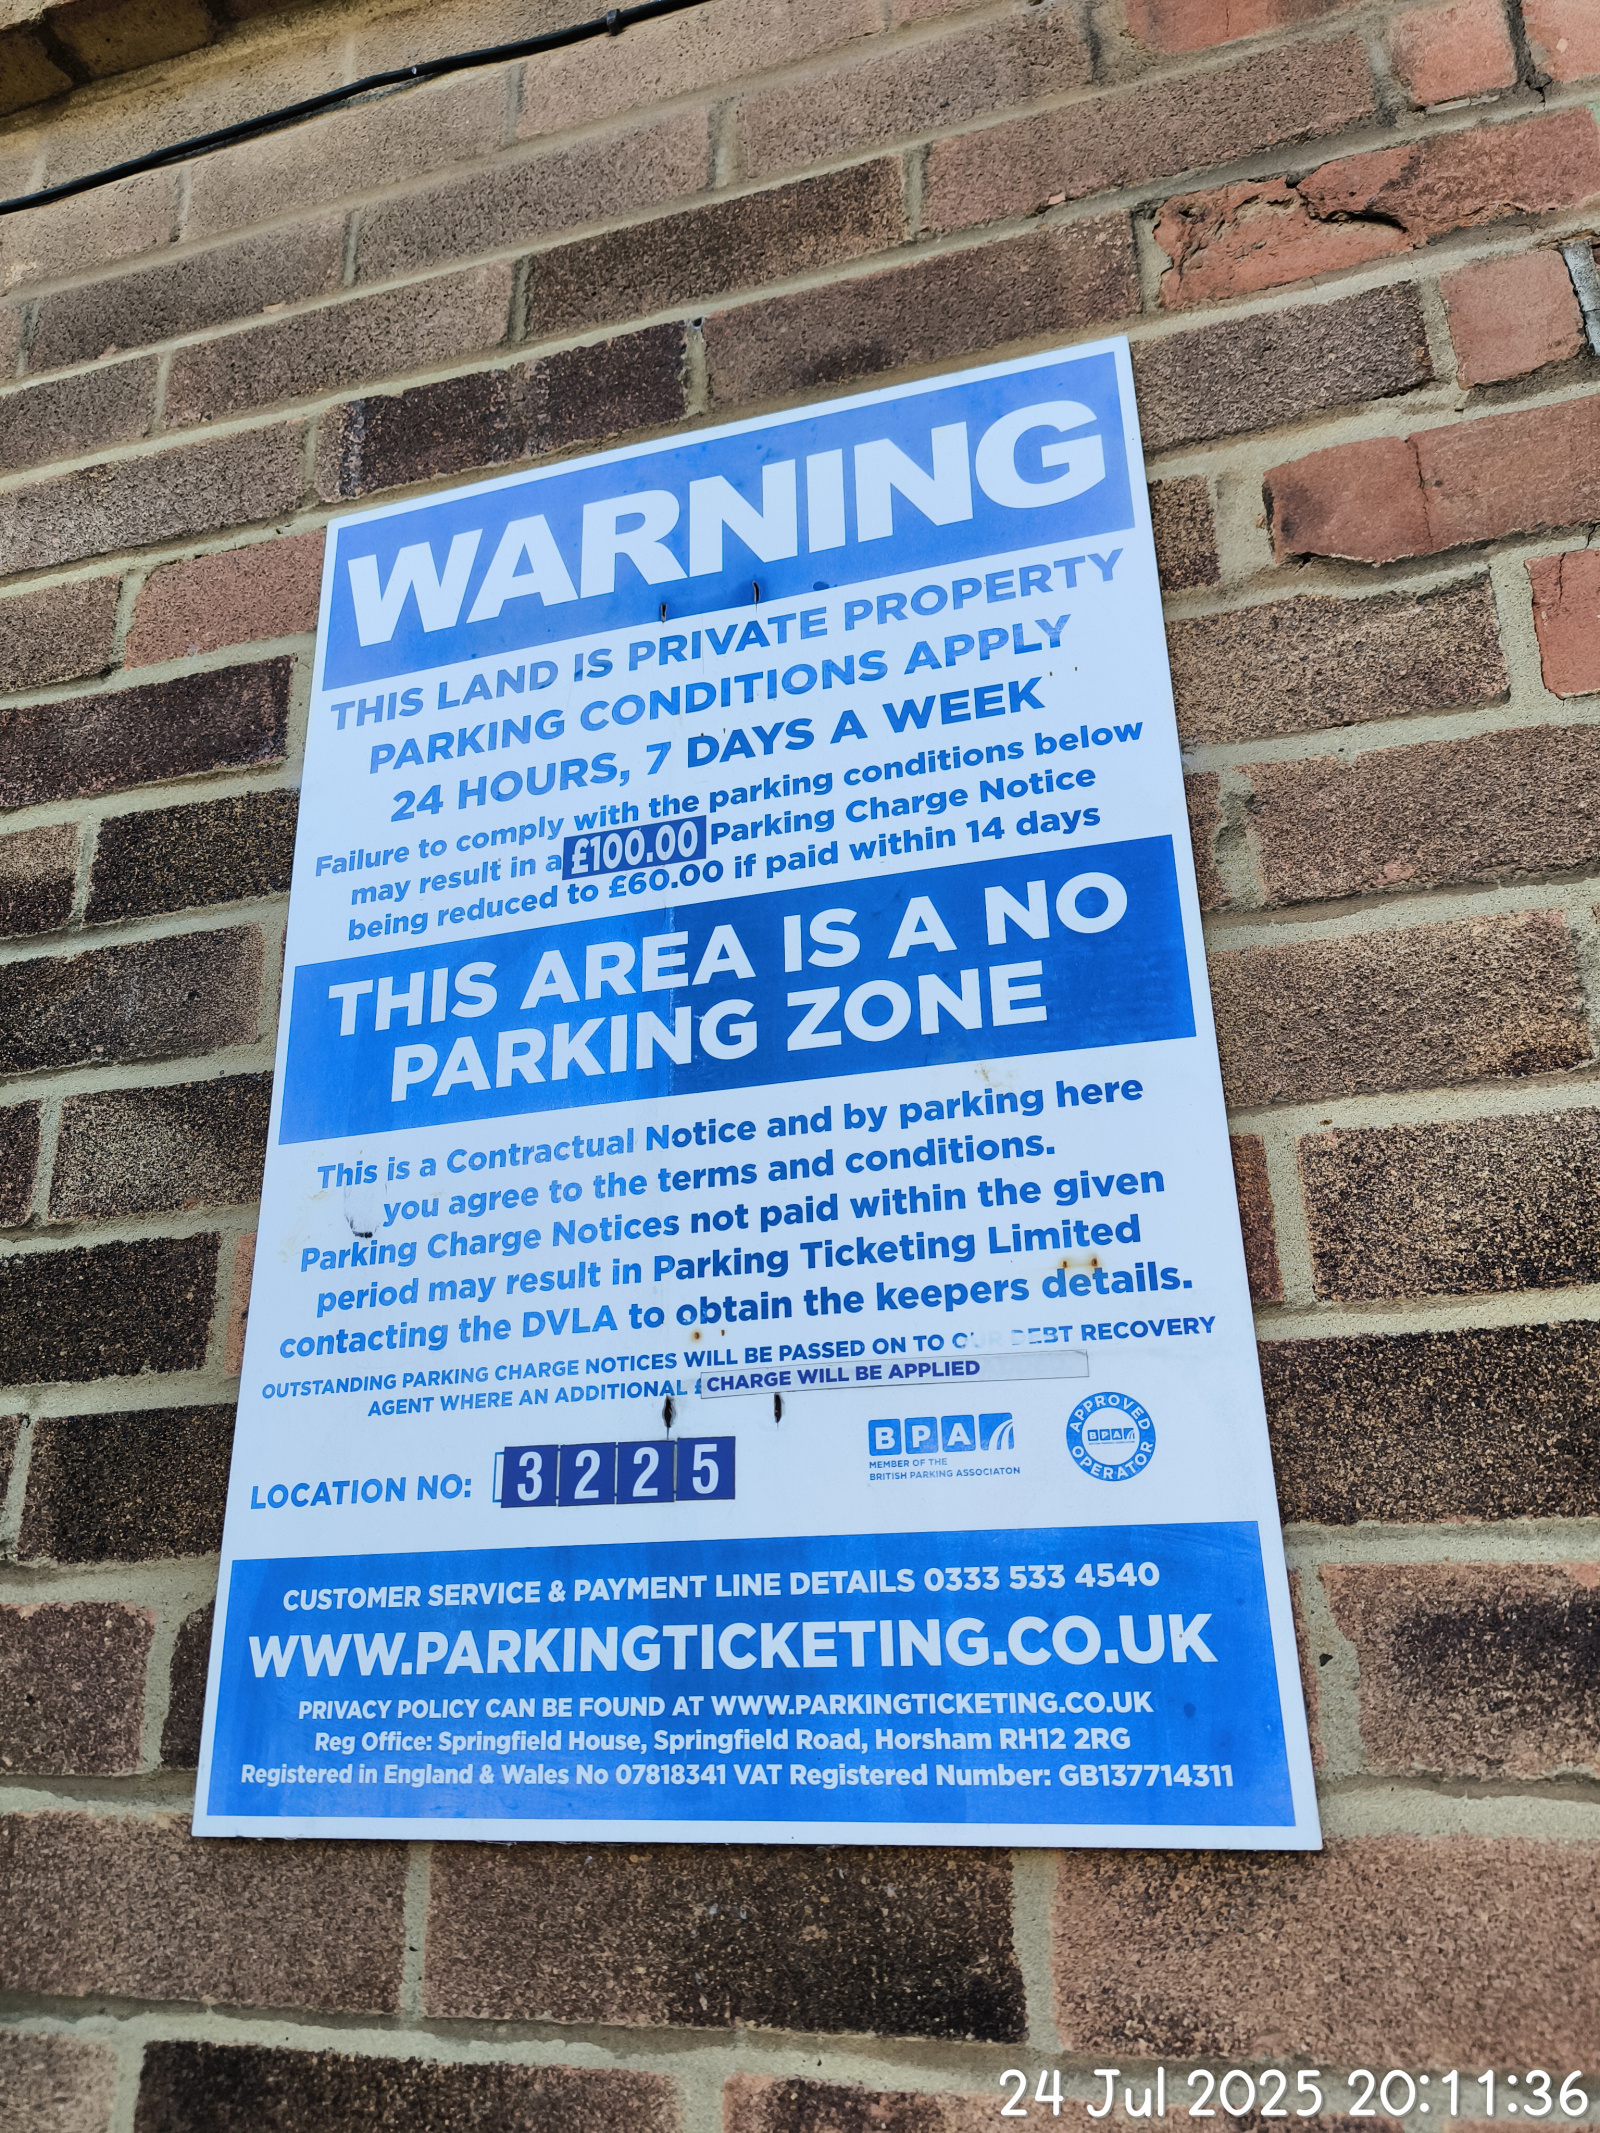 WARNING
THIS LAND IS PRIVATE PROPERTY
PARKING CONDITIONS APPLY
24 HOURS, 7 DAYS A WEEK
Failure to comply with the parking conditions below
may result in a £100.00 Parking Charge Notice
being reduced to £60.00 if paid within 14 days
THIS AREA IS A NO
PARKING ZONE
This is a Contractual Notice and by parking here
you agree to the terms and conditions.
Parking Charge Notices not paid within the given
period may result in Parking Ticketing Limited
contacting the DVLA to obtain the keepers details.
OUTSTANDING PARKING CHARGE NOTICES WILL BE PASSED ON TO OUR DEBT RECOVERY
AGENT WHERE AN ADDITIONAL £ CHARGE WILL BE APPLIED
LOCATION NO: 3225
BPA
MEMBER OF THE
BRITISH PARKING ASSOCIATON
APPROVED
BPA
OPERATOR
CUSTOMER SERVICE & PAYMENT LINE DETAILS 0333 533 4540
WWW.PARKINGTICKETING.CO.UK
PRIVACY POLICY CAN BE FOUND AT WWW.PARKINGTICKETING.CO.UK
Reg Office: Springfield House, Springfield Road, Horsham RH12 2RG
Registered in England & Wales No 07818341 VAT Registered Number: GB137714311
24 Jul 2025 20:11:36